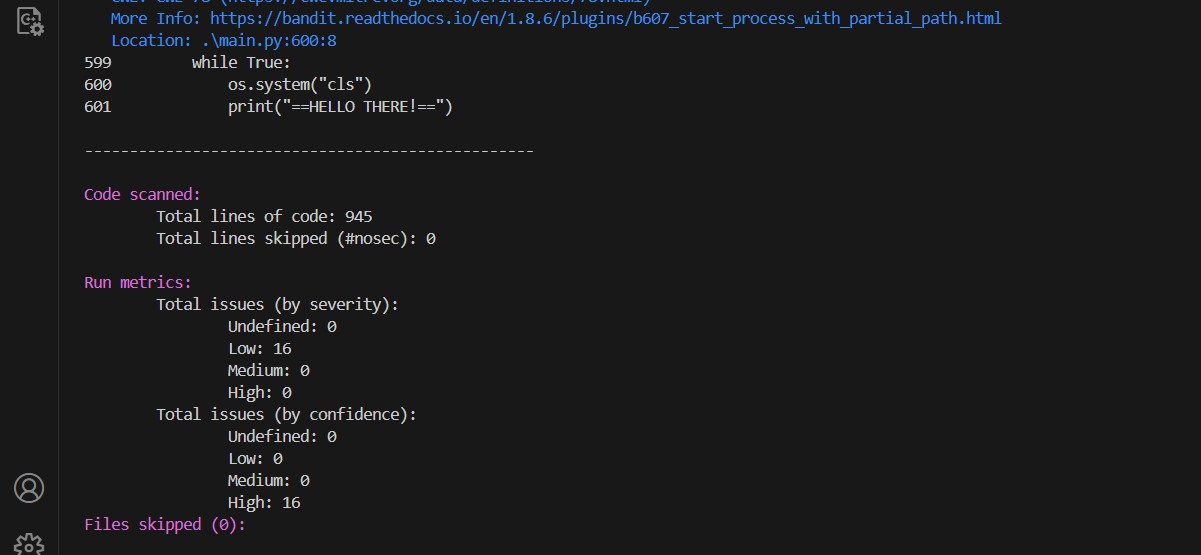 More Info: https://bandit.readthedocs.io/en/1.8.6/plugins/b607_start_process_with_partial_path.html
Location: .\main.py:600:8
599 while True:
600 os.system("cls")
601 print("==HELLO THERE!==")
--------------------------------------------------
Code scanned:
Total lines of code: 945
Total lines skipped (#nosec): 0
Run metrics:
Total issues (by severity):
Undefined: 0
Low: 16
Medium: 0
High: 0
Total issues (by confidence):
Undefined: 0
Low: 0
Medium: 0
High: 16
Files skipped (0):